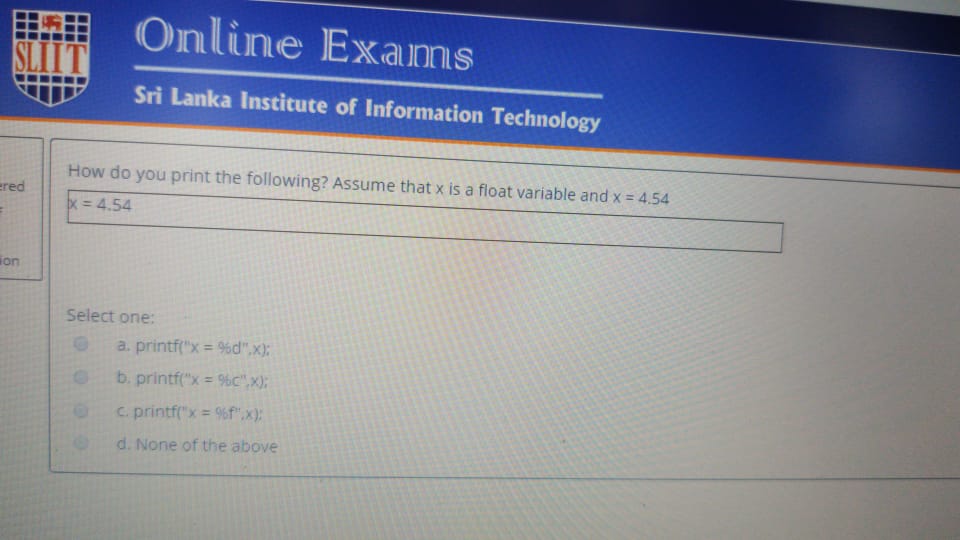 SLIIT
Online Exams
Sri Lanka Institute of Information Technology
ered
ion
How do you print the following? Assume that x is a float variable and x = 4.54
x = 4.54
Select one:
a. printf("x = %d",x);
b. printf("x = %c",x);
c. printf("x = %f",x);
d. None of the above